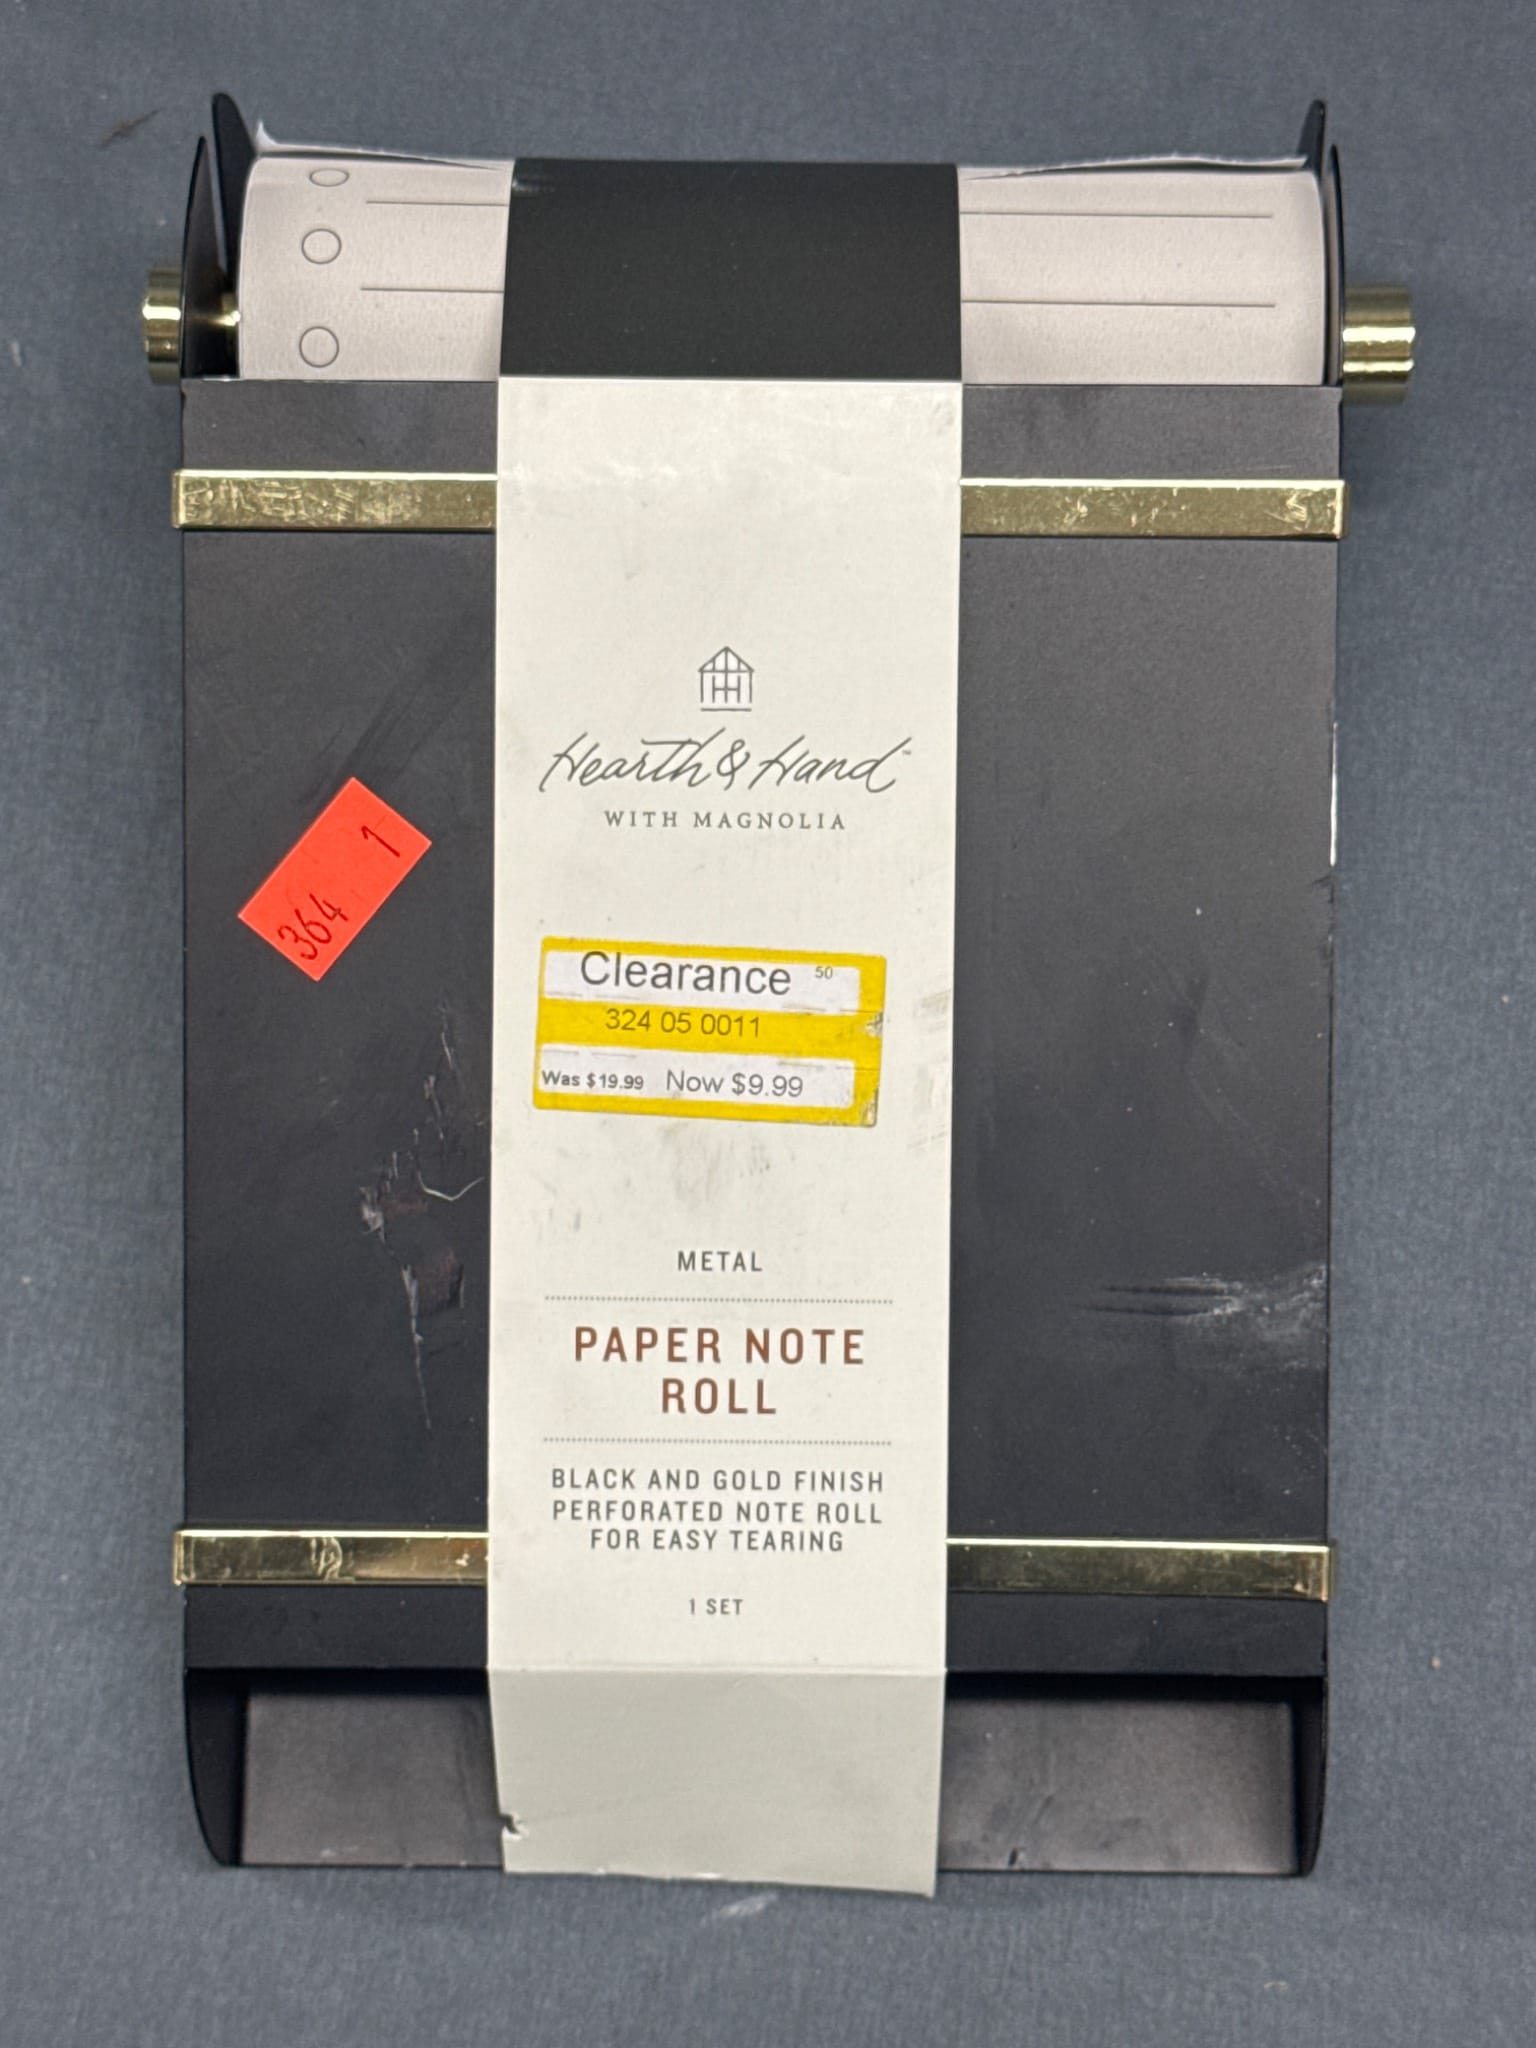 Hearth & Hand™
WITH MAGNOLIA
364 1
Clearance 50
324 05 0011
Was $19.99 Now $9.99
METAL
PAPER NOTE
ROLL
BLACK AND GOLD FINISH
PERFORATED NOTE ROLL
FOR EASY TEARING
1 SET